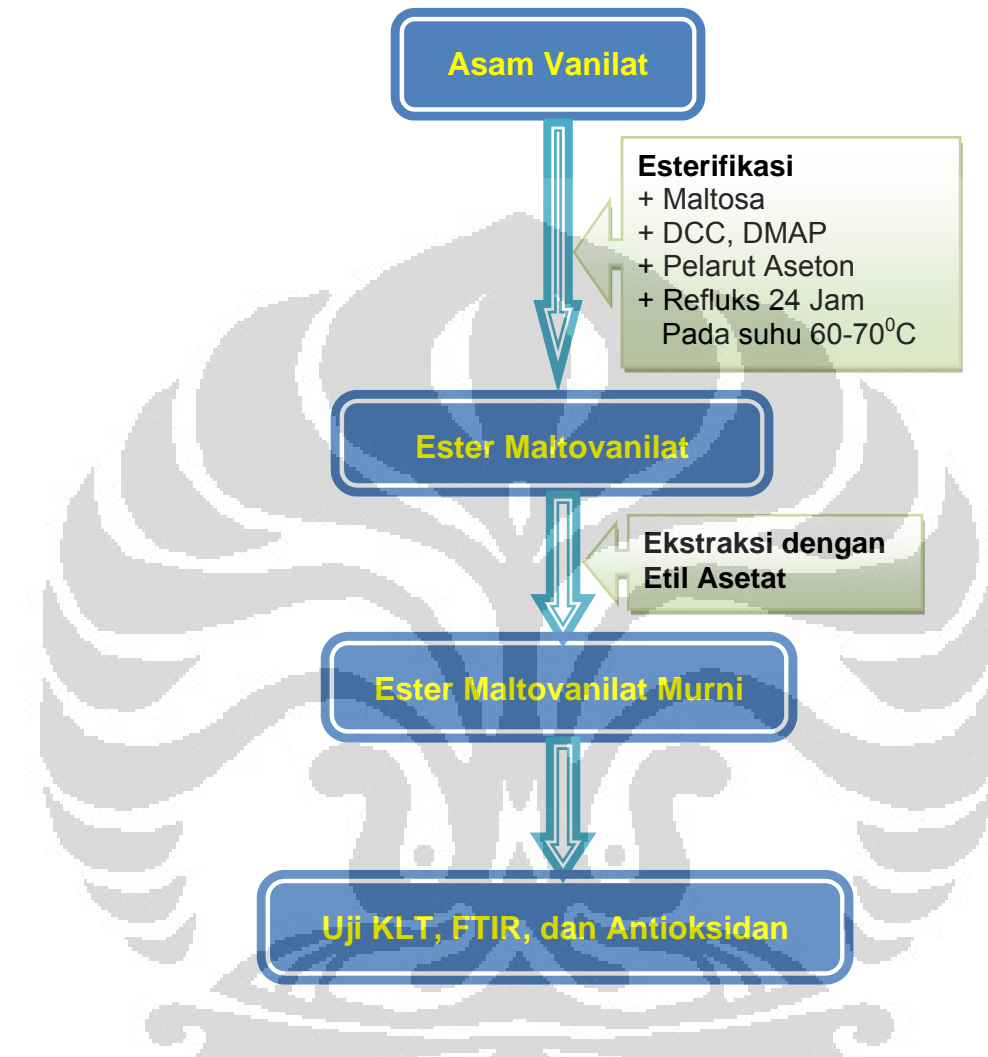 Asam Vanilat
Esterifikasi
+ Maltosa
+ DCC, DMAP
+ Pelarut Aseton
+ Refluks 24 Jam
Pada suhu 60-70⁰C
Ester Maltovanilat
Ekstraksi dengan
Etil Asetat
Ester Maltovanilat Murni
Uji KLT, FTIR, dan Antioksidan